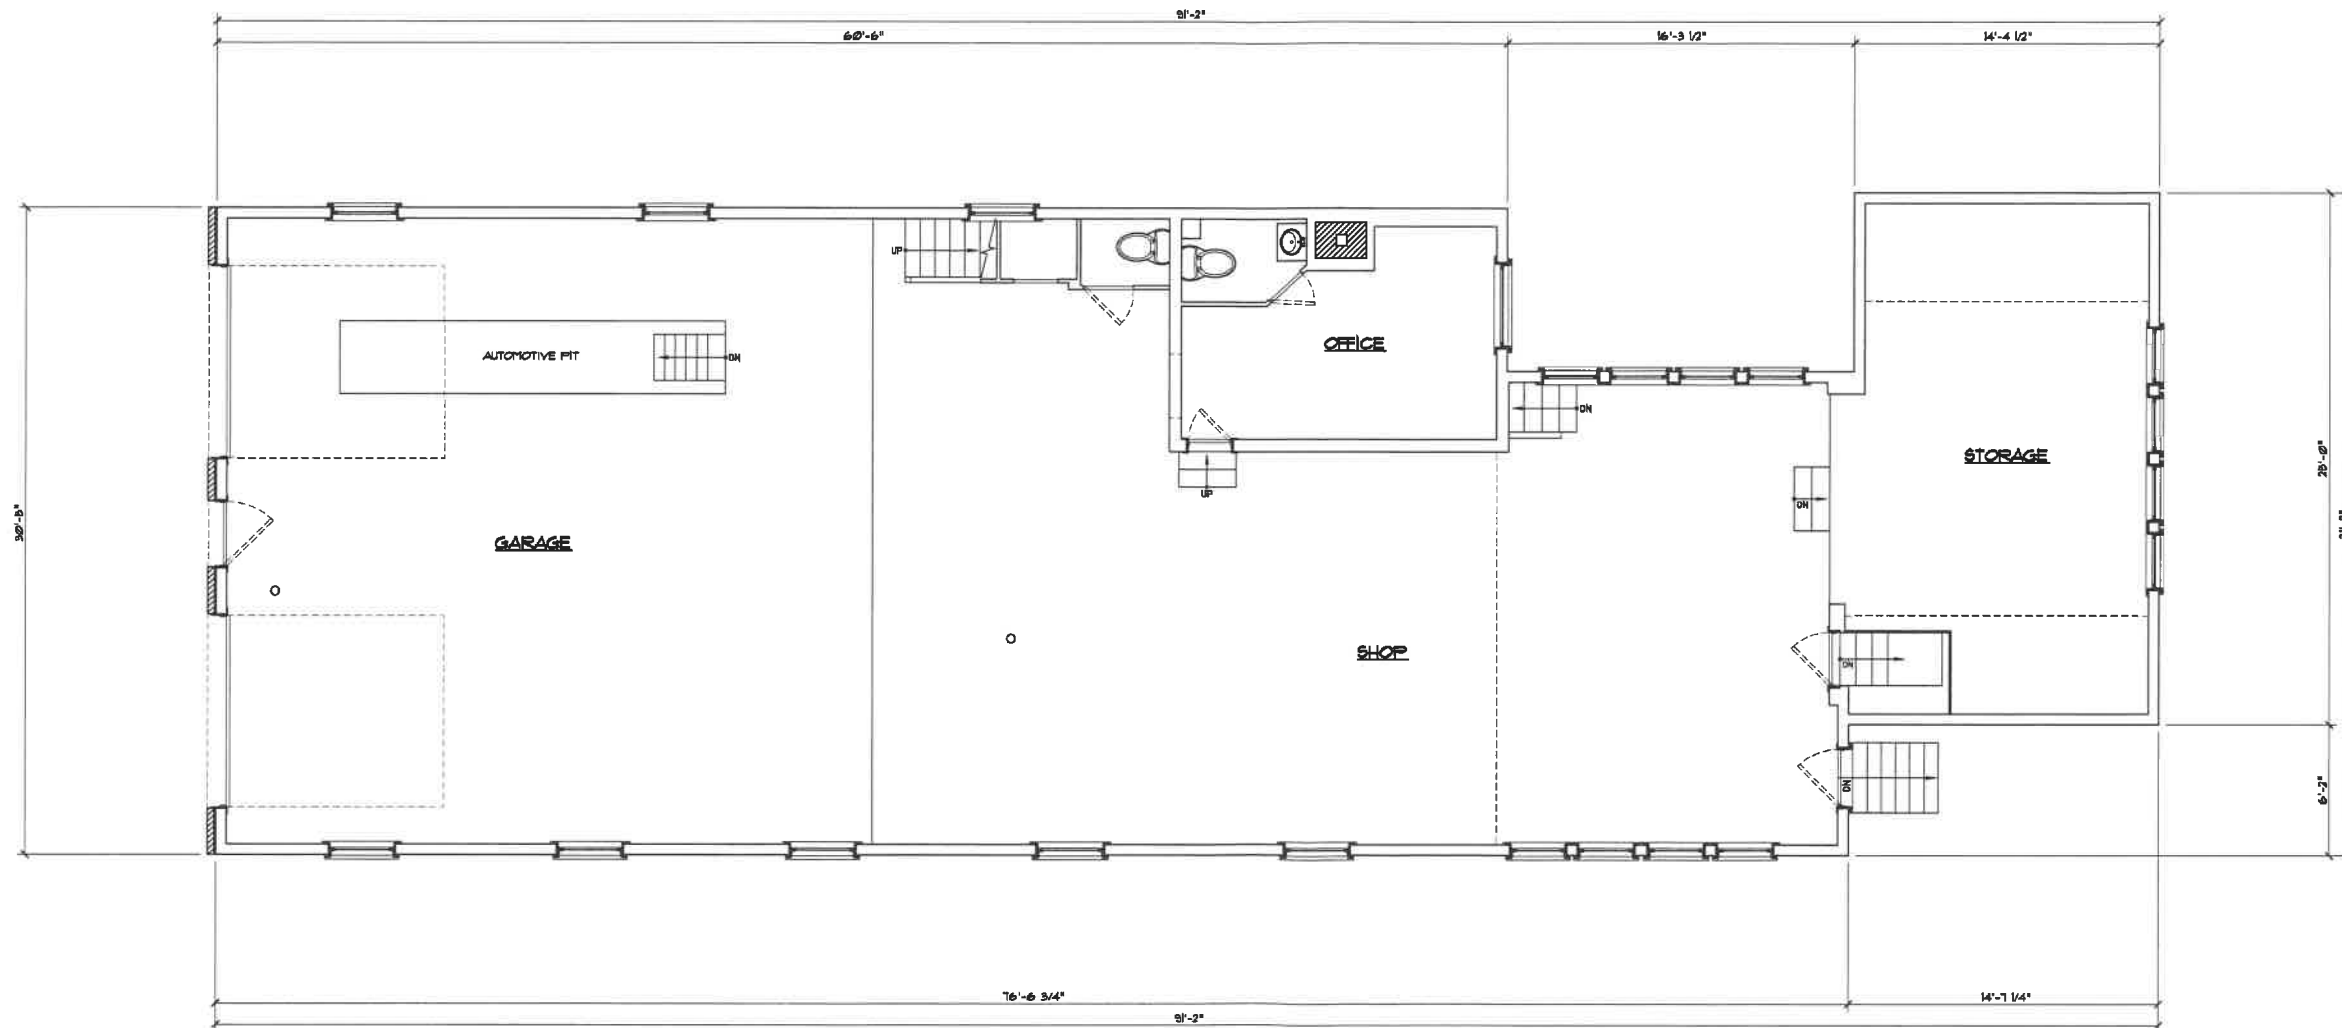 91'-2"
60'-6"
16'-3 1/2"
14'-4 1/2"
UP
OFFICE
AUTOMOTIVE PIT
DN
DN
STORAGE
25'-0"
UP
DN
30'-8"
GARAGE
SHOP
DN
DN
6'-2"
76'-6 3/4"
14'-7 1/4"
91'-2"